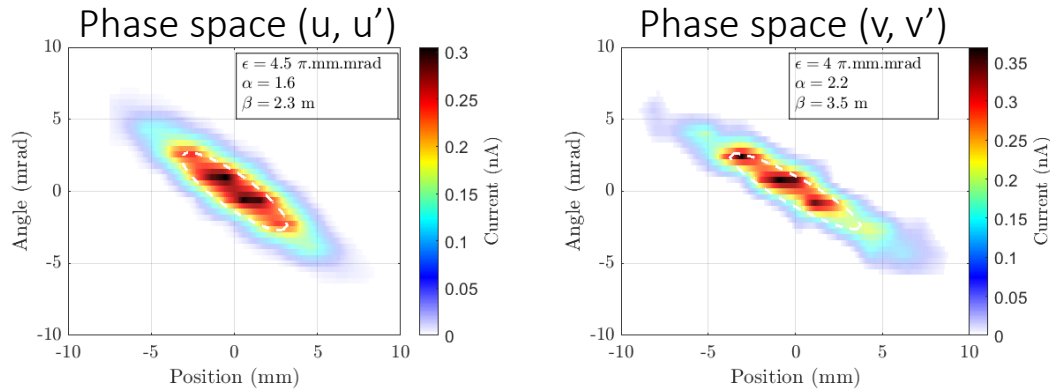 Phase space (u, u’)
10
5
0
-5
-10
Angle (mrad)
ϵ = 4.5 π.mm.mrad
α = 1.6
β = 2.3 m
-10 -5 0 5 10
Position (mm)
0.3
0.25
0.2
0.15
0.1
0.05
0
Current (nA)
Phase space (v, v’)
10
5
0
-5
-10
Angle (mrad)
ϵ = 4 π.mm.mrad
α = 2.2
β = 3.5 m
-10 -5 0 5 10
Position (mm)
0.35
0.3
0.25
0.2
0.15
0.1
0.05
0
Current (nA)